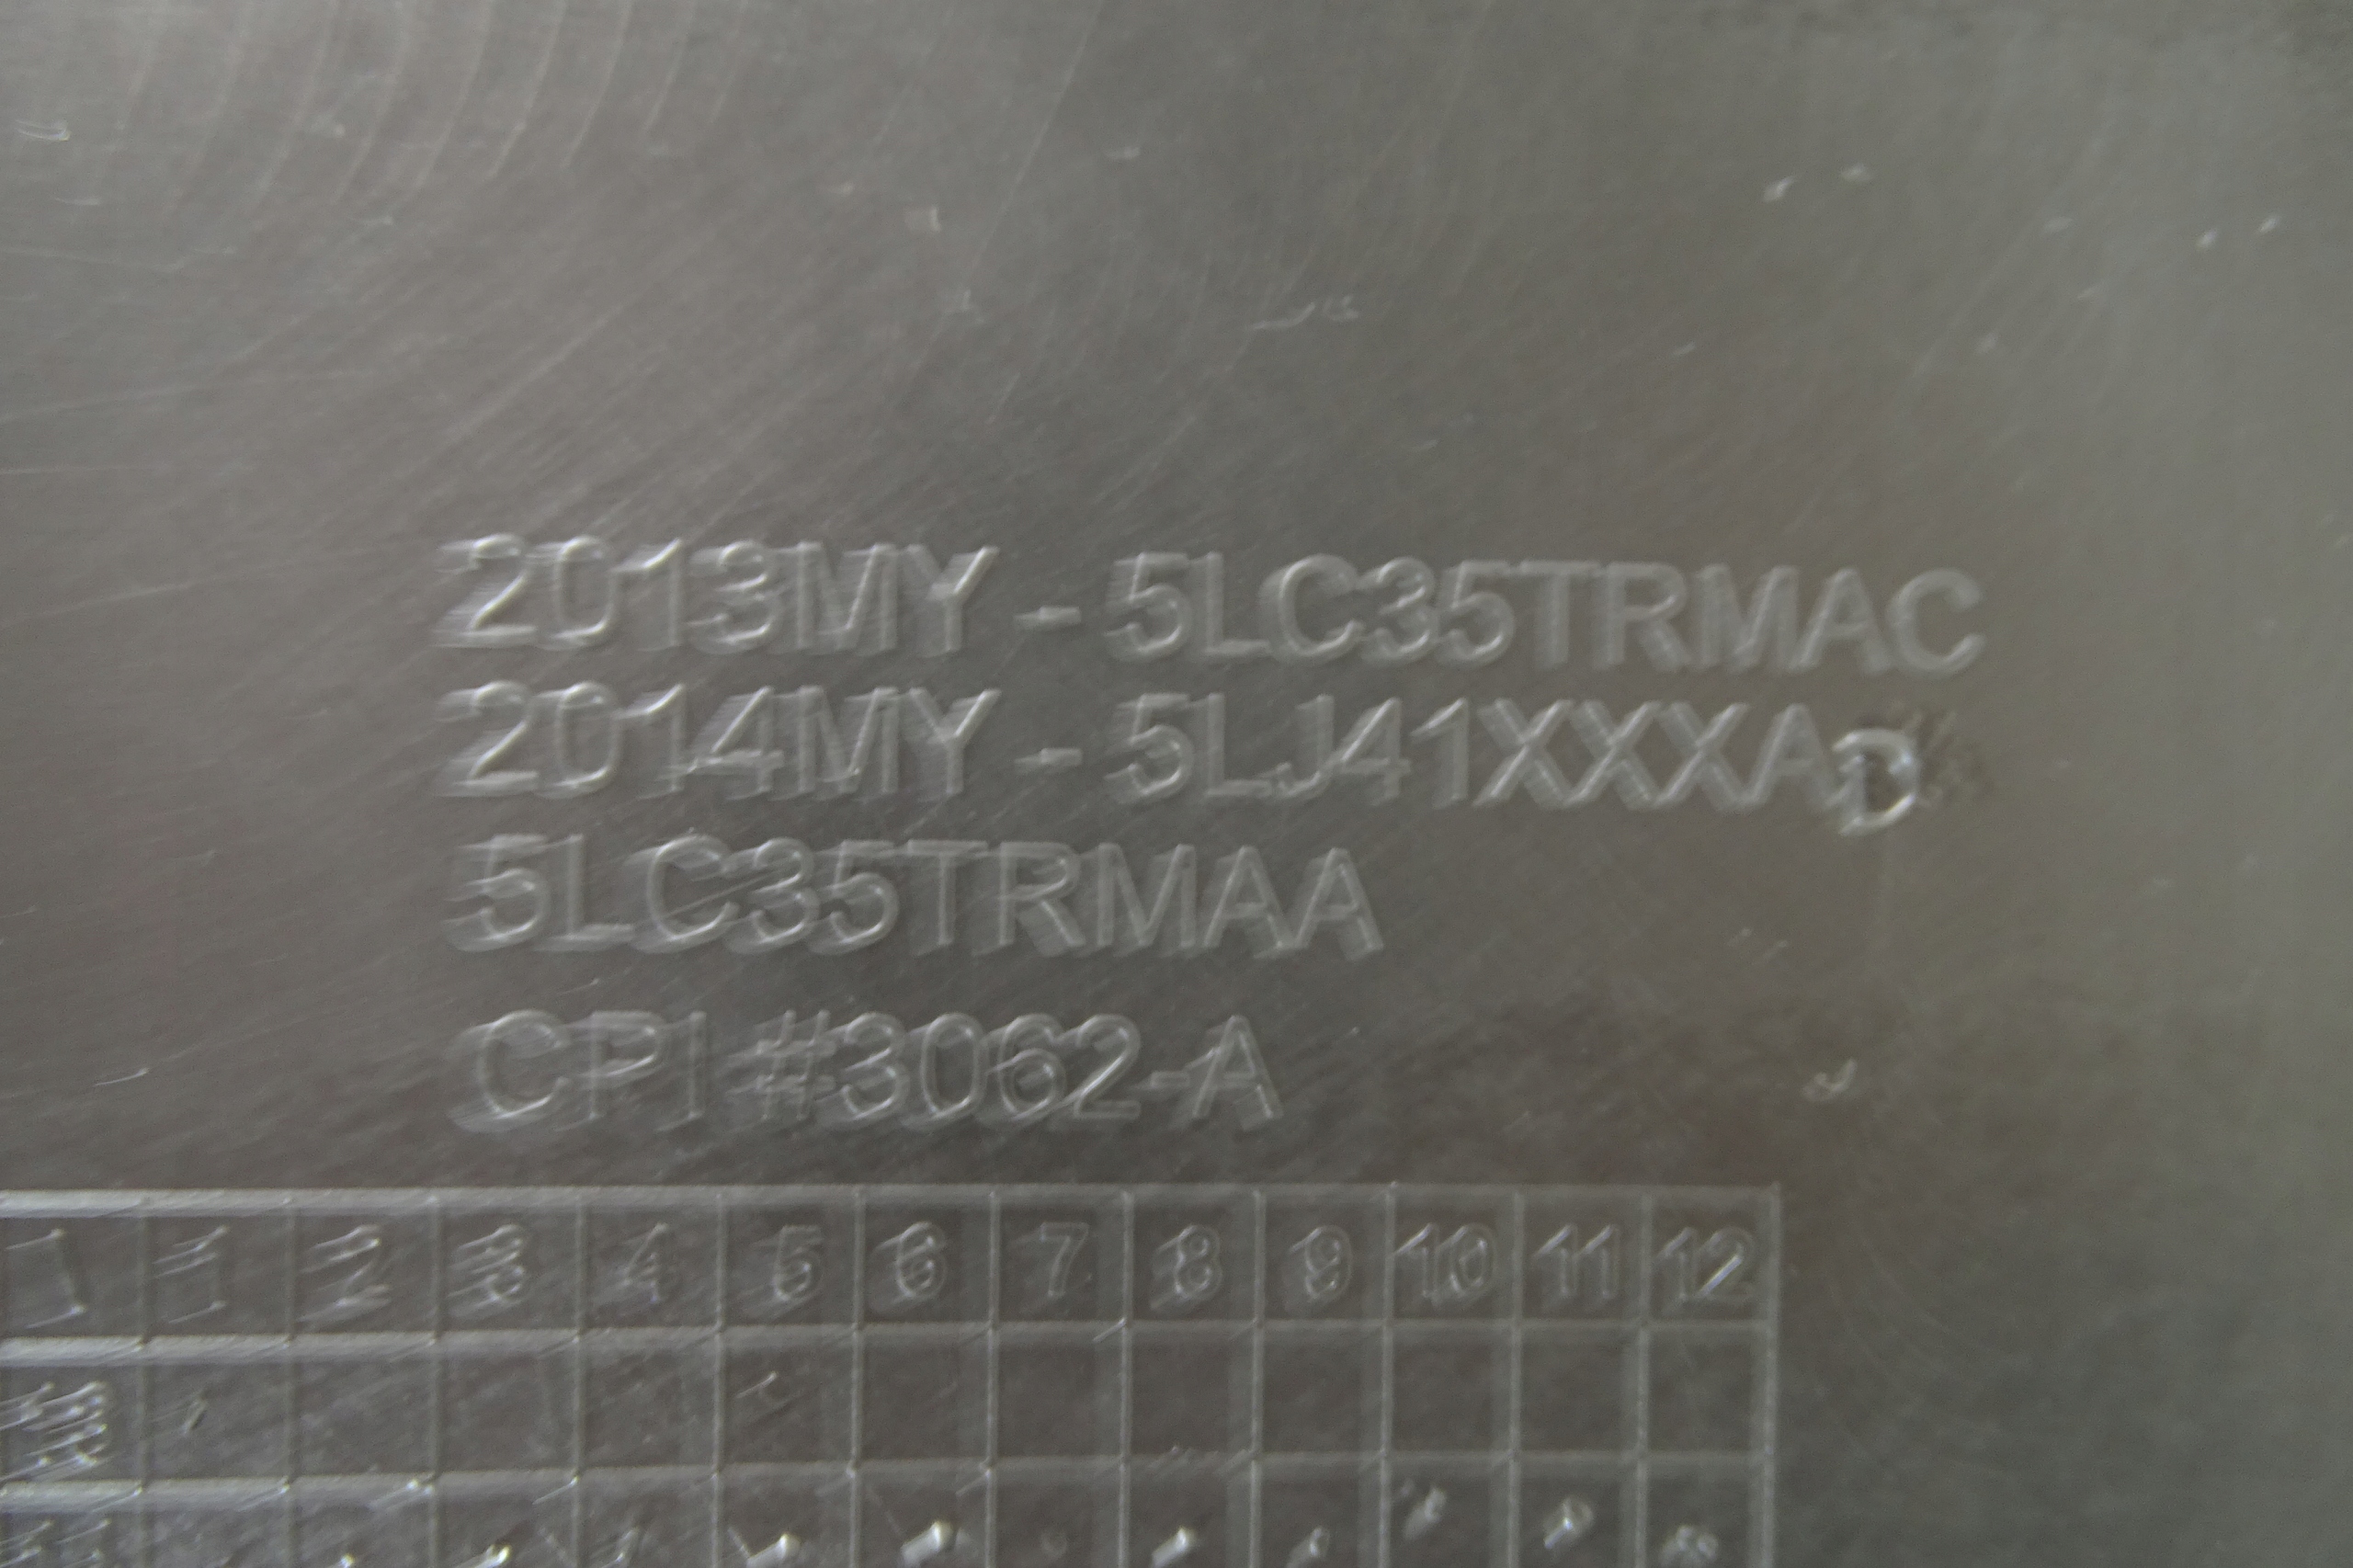 2013MY - 5LC35TRMAC
2014MY - 5LJ41XXXAD
5LC35TRMAA
CPI #3062-A
1 2 3 4 5 6 7 8 9 10 11 12